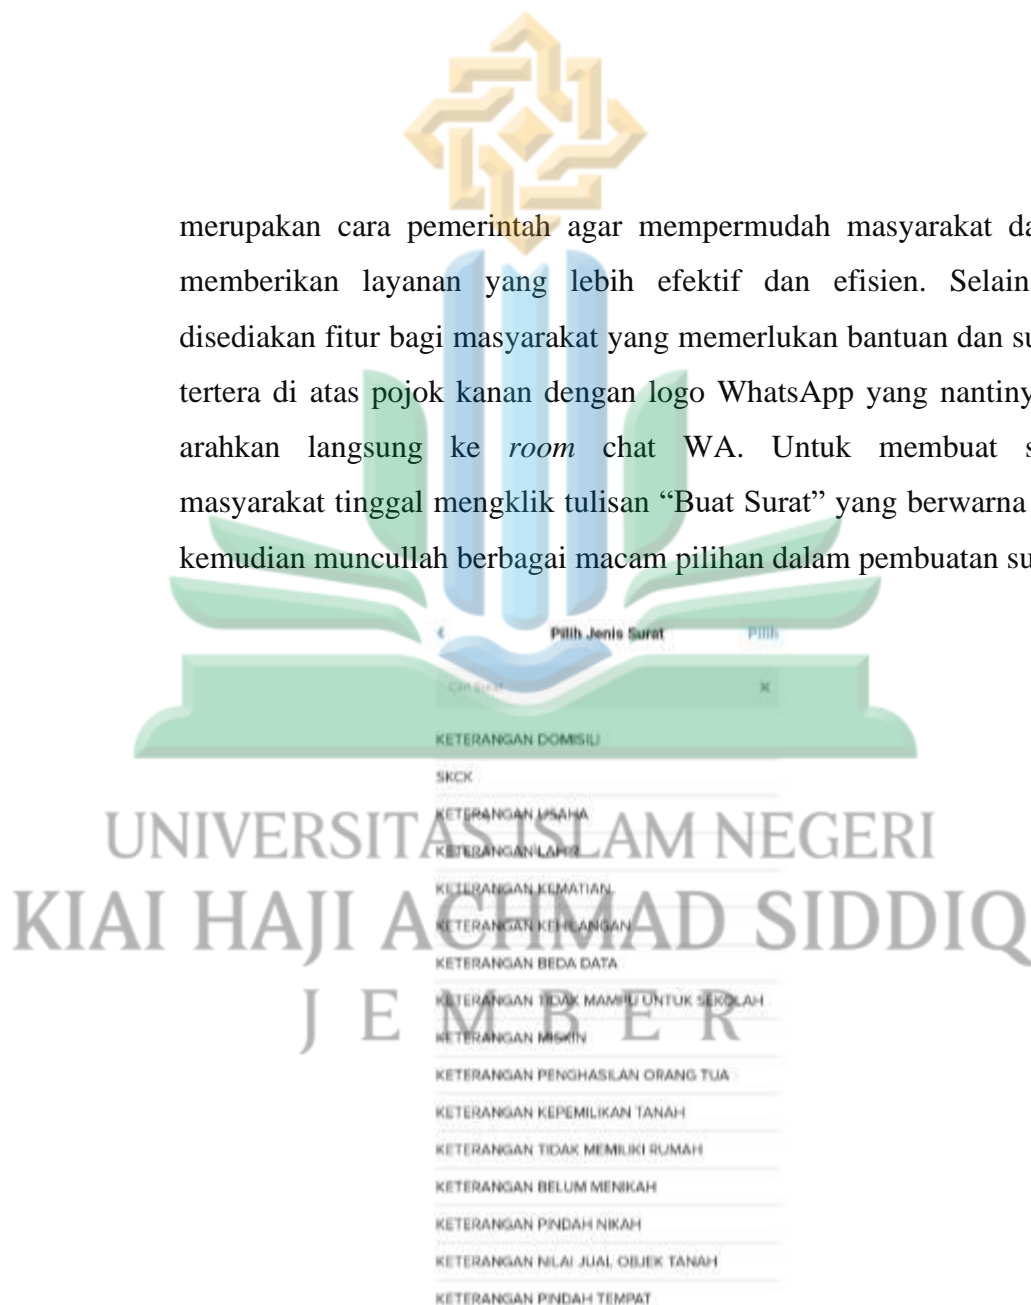 merupakan cara pemerintah agar mempermudah masyarakat da
memberikan layanan yang lebih efektif dan efisien. Selain
disediakan fitur bagi masyarakat yang memerlukan bantuan dan su
tertera di atas pojok kanan dengan logo WhatsApp yang nantiny
arahkan langsung ke room chat WA. Untuk membuat s
masyarakat tinggal mengklik tulisan “Buat Surat” yang berwarna
kemudian muncullah berbagai macam pilihan dalam pembuatan su
Pilih Jenis Surat Pilih
Cari Surat
KETERANGAN DOMISILI
SKCK
KETERANGAN USAHA
KETERANGAN LAHIR
KETERANGAN KEMATIAN
KETERANGAN KEHILANGAN
KETERANGAN BEDA DATA
KETERANGAN TIDAK MAMPU UNTUK SEKOLAH
KETERANGAN MISKIN
KETERANGAN PENGHASILAN ORANG TUA
KETERANGAN KEPEMILIKAN TANAH
KETERANGAN TIDAK MEMILIKI RUMAH
KETERANGAN BELUM MENIKAH
KETERANGAN PINDAH NIKAH
KETERANGAN NILAI JUAL OBJEK TANAH
KETERANGAN PINDAH TEMPAT
UNIVERSITAS ISLAM NEGERI
KIAI HAJI ACHMAD SIDDIQ
JEMBER